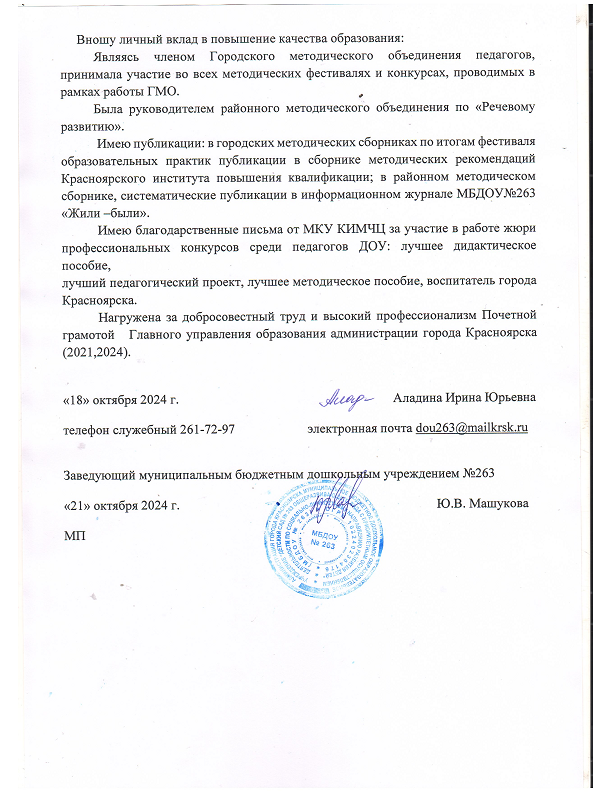 Вношу личный вклад в повышение качества образования:
Являясь членом Городского методического объединения педагогов,
принимала участие во всех методических фестивалях и конкурсах, проводимых в
рамках работы ГМО.
Была руководителем районного методического объединения по «Речевому
развитию».
Имею публикации: в городских методических сборниках по итогам фестиваля
образовательных практик публикации в сборнике методических рекомендаций
Красноярского института повышения квалификации; в районном методическом
сборнике, систематические публикации в информационном журнале МБДОУ№263
«Жили –были».
Имею благодарственные письма от МКУ КИМЧЦ за участие в работе жюри
профессиональных конкурсов среди педагогов ДОУ: лучшее дидактическое
пособие,
лучший педагогический проект, лучшее методическое пособие, воспитатель города
Красноярска.
Нагружена за добросовестный труд и высокий профессионализм Почетной
грамотой Главного управления образования администрации города Красноярска
(2021,2024).
«18» октября 2024 г. Аладина Ирина Юрьевна
телефон служебный 261-72-97 электронная почта dou263@mailkrsk.ru
Заведующий муниципальным бюджетным дошкольным учреждением №263
«21» октября 2024 г. Ю.В. Машукова
МП
МБДОУ
№ 263